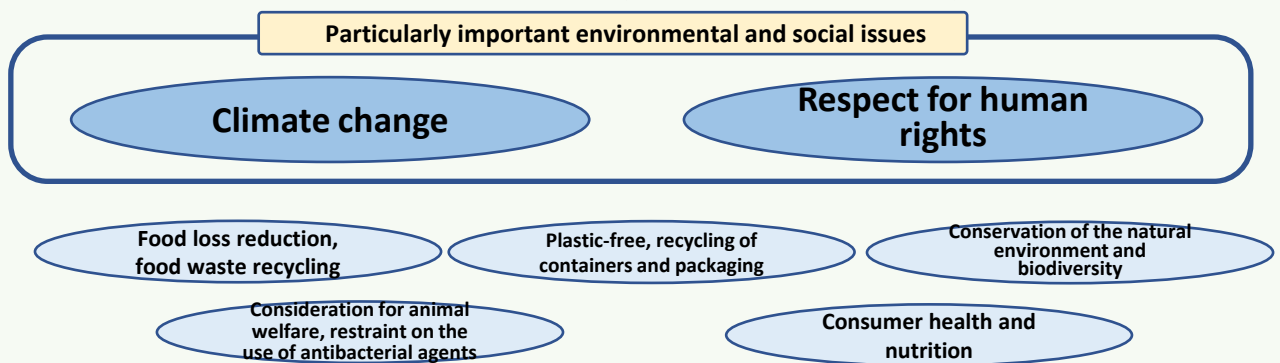 Particularly important environmental and social issues
Climate change
Respect for human
rights
Food loss reduction,
food waste recycling
Plastic-free, recycling of
containers and packaging
Conservation of the natural
environment and
biodiversity
Consideration for animal
welfare, restraint on the
use of antibacterial agents
Consumer health and
nutrition